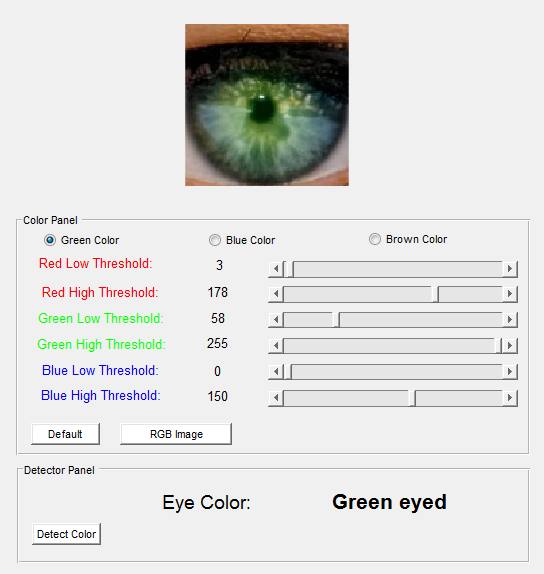 Color Panel
Green Color Blue Color Brown Color
Red Low Threshold: 3
Red High Threshold: 178
Green Low Threshold: 58
Green High Threshold: 255
Blue Low Threshold: 0
Blue High Threshold: 150
Default RGB Image
Detector Panel
Eye Color: Green eyed
Detect Color